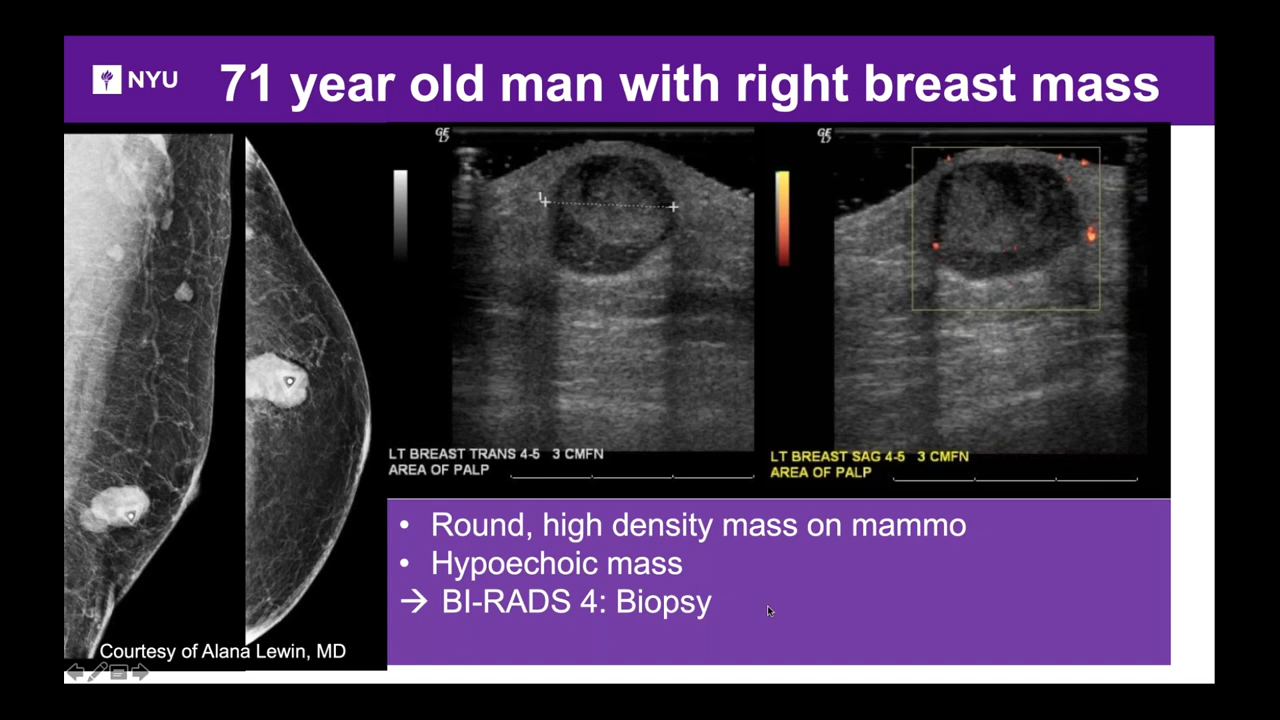 NYU
71 year old man with right breast mass
LT BREAST TRANS 4-5 3 CMFN
AREA OF PALP
LT BREAST SAG 4-5 3 CMFN
AREA OF PALP
• Round, high density mass on mammo
• Hypoechoic mass
→ BI-RADS 4: Biopsy
Courtesy of Alana Lewin, MD